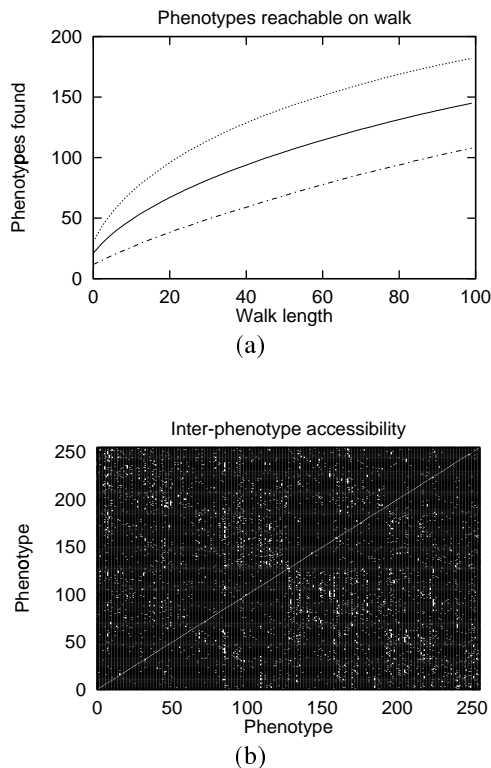 Phenotypes reachable on walk
200
150
100
50
0
Phenotypes found
0 20 40 60 80 100
Walk length
(a)
Inter-phenotype accessibility
250
200
150
100
50
0
Phenotype
0 50 100 150 200 250
Phenotype
(b)